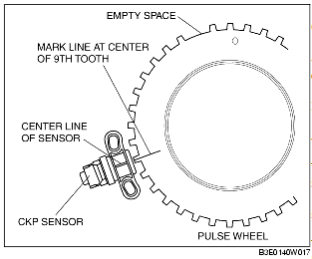 EMPTY SPACE
MARK LINE AT CENTER
OF 9TH TOOTH
CENTER LINE
OF SENSOR
CKP SENSOR
PULSE WHEEL
B3E0140W017